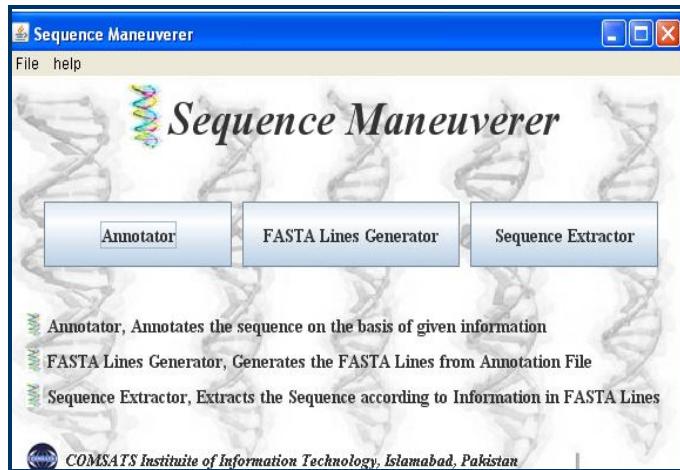 Sequence Maneuverer
File help
Sequence Maneuverer
Annotator FASTA Lines Generator Sequence Extractor
Annotator, Annotates the sequence on the basis of given information
FASTA Lines Generator, Generates the FASTA Lines from Annotation File
Sequence Extractor, Extracts the Sequence according to Information in FASTA Lines
COMSATS Instituite of Information Technology, Islamabad, Pakistan